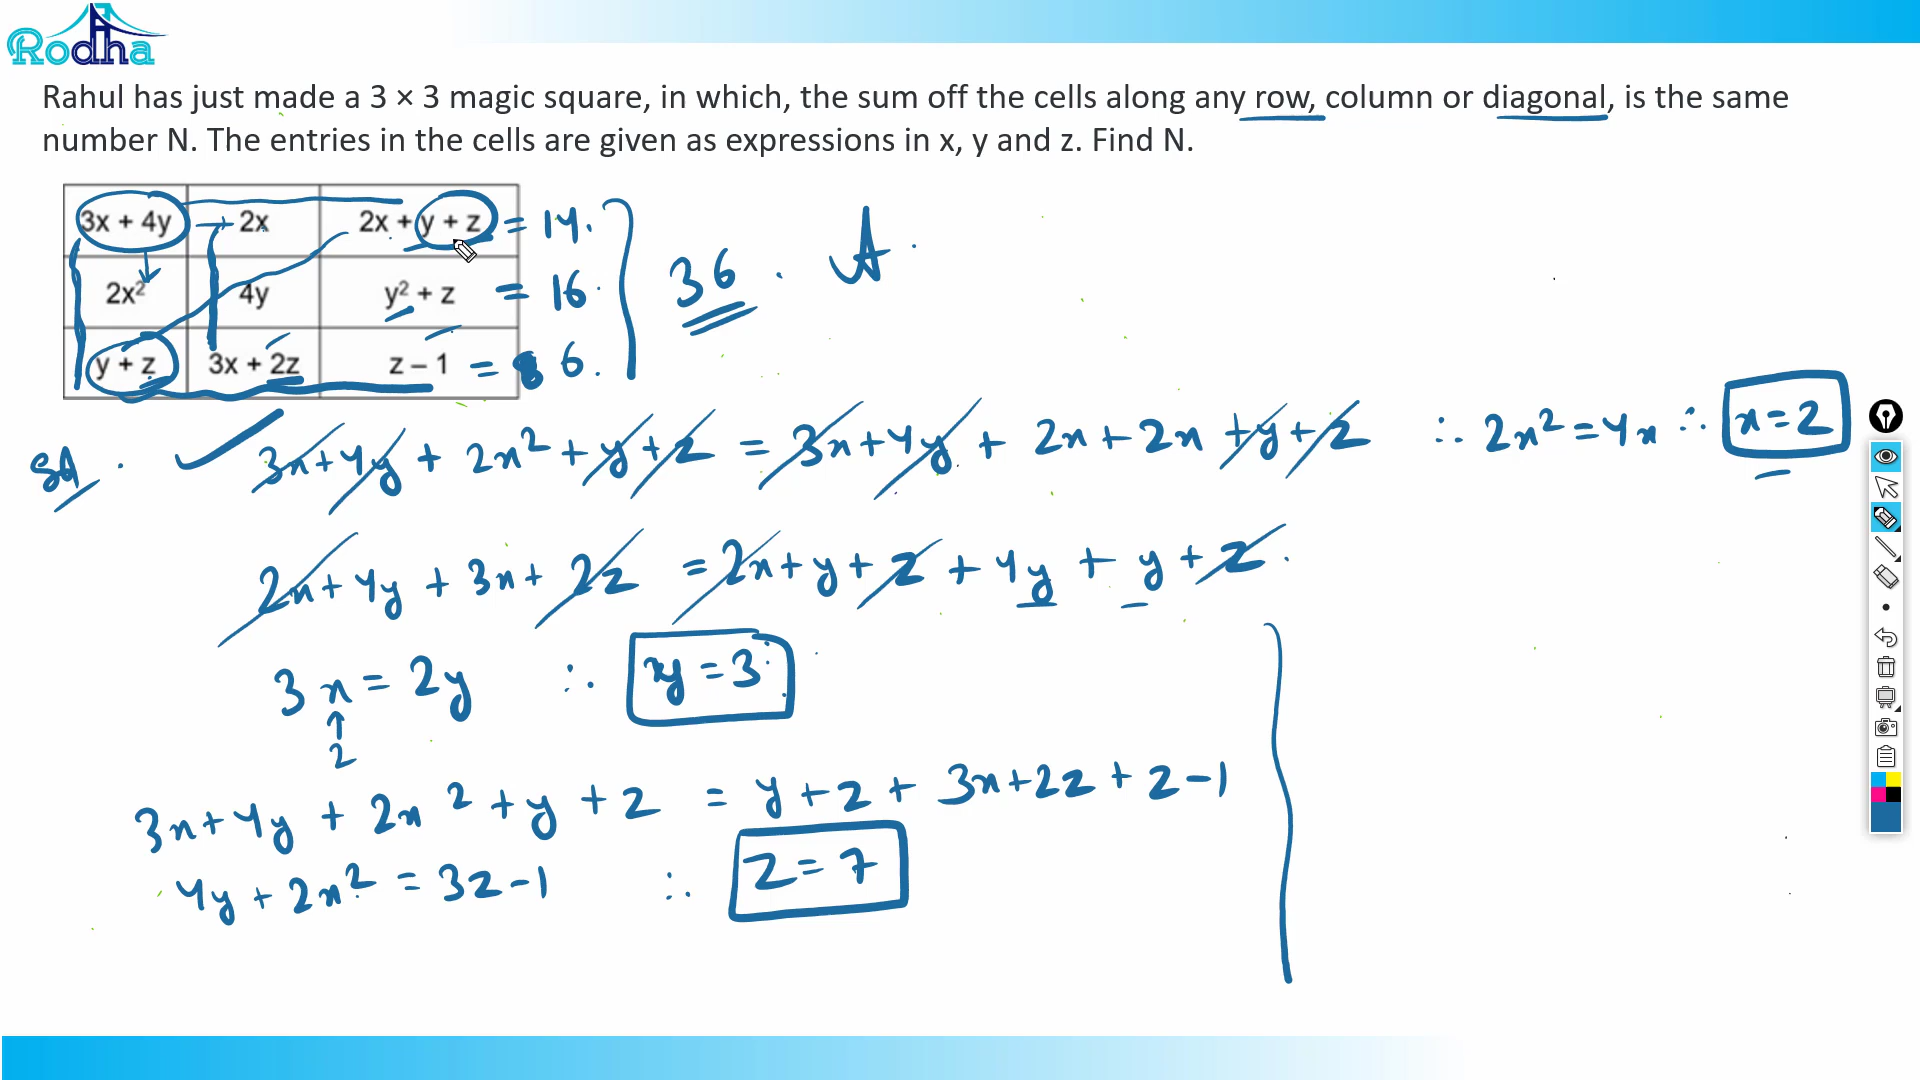 Rodha
Rahul has just made a 3 × 3 magic square, in which, the sum off the cells along any row, column or diagonal, is the same
number N. The entries in the cells are given as expressions in x, y and z. Find N.
3x + 4y 2x 2x + y + z = 14.
2x² 4y y² + z = 16.
y + z 3x + 2z z – 1 = 6.
36.
3x + 4y + 2x² + y + z = 3x + 4y + 2x + 2x + y + z ∴ 2x² = 4x ∴ x = 2
2x + 4y + 3x + 2z = 2x + y + z + 4y + y + z.
3x = 2y ∴ y = 3
2
3x + 4y + 2x² + y + z = y + z + 3x + 2z + z - 1
4y + 2x² = 3z - 1 ∴ z = 7